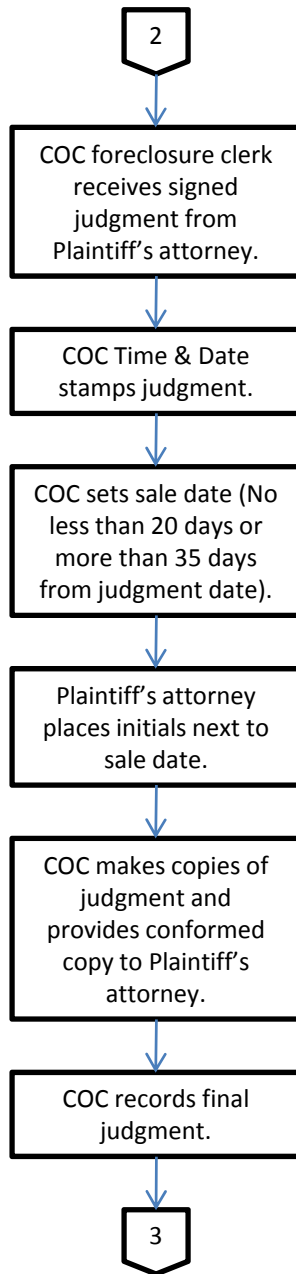 2
COC foreclosure clerk
receives signed
judgment from
Plaintiff’s attorney.
COC Time & Date
stamps judgment.
COC sets sale date (No
less than 20 days or
more than 35 days
from judgment date).
Plaintiff’s attorney
places initials next to
sale date.
COC makes copies of
judgment and
provides conformed
copy to Plaintiff’s
attorney.
COC records final
judgment.
3